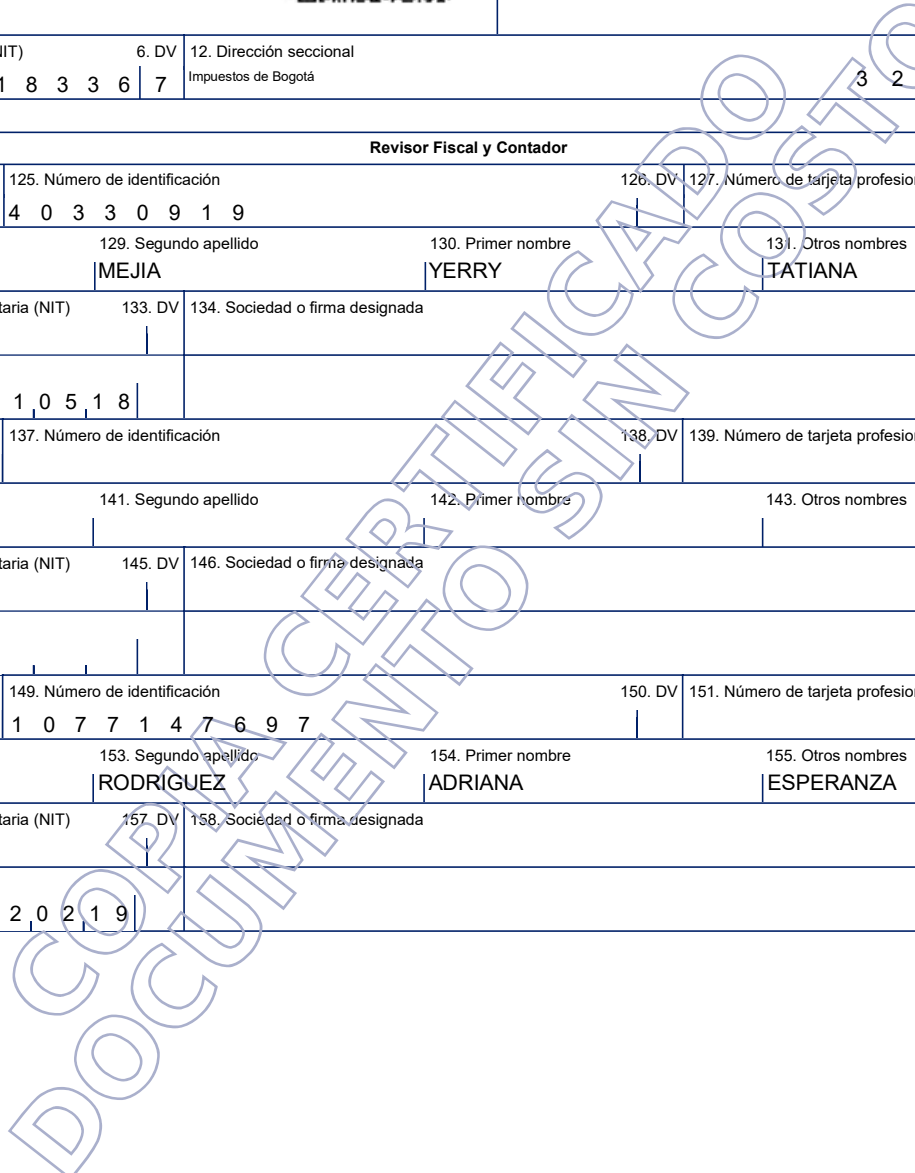 IIT) 6. DV 12. Dirección seccional
1 8 3 3 6 7 Impuestos de Bogotá 3 2
Revisor Fiscal y Contador
125. Número de identificación 126. DV 127. Número de tarjeta profesion
4 0 3 3 0 9 1 9
129. Segundo apellido 130. Primer nombre 131. Otros nombres
MEJIA YERRY TATIANA
taria (NIT) 133. DV 134. Sociedad o firma designada
1 0 5 1 8
137. Número de identificación 138. DV 139. Número de tarjeta profesion
141. Segundo apellido 142. Primer nombre 143. Otros nombres
taria (NIT) 145. DV 146. Sociedad o firma designada
149. Número de identificación 150. DV 151. Número de tarjeta profesion
1 0 7 7 1 4 7 6 9 7
153. Segundo apellido 154. Primer nombre 155. Otros nombres
RODRIGUEZ ADRIANA ESPERANZA
taria (NIT) 157. DV 158. Sociedad o firma designada
2 0 2 1 9
COPIA CERTIFICADO
DOCUMENTO SIN COSTO